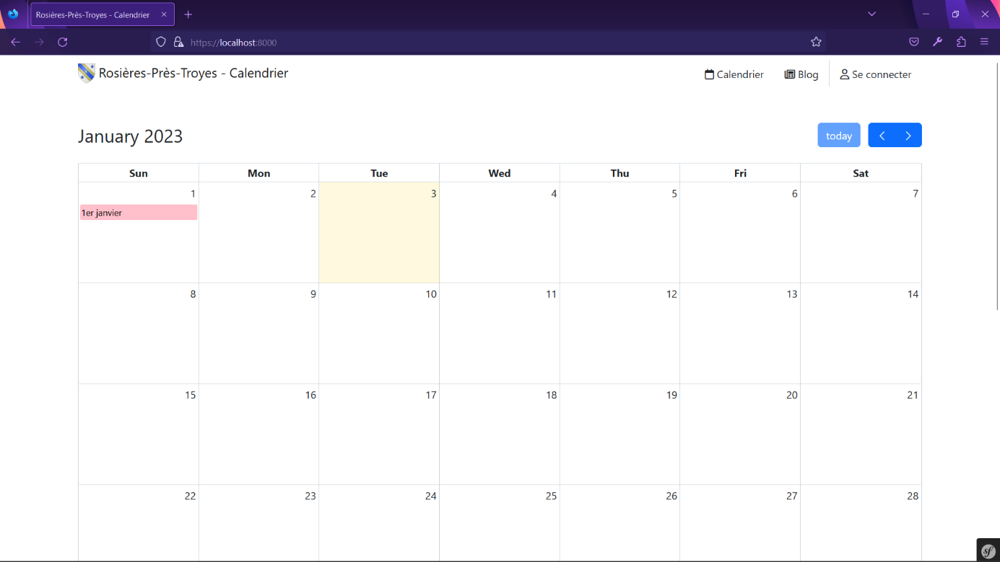 Rosières-Près-Troyes - Calendrier
https://localhost:8000
Rosières-Près-Troyes - Calendrier
Calendrier Blog Se connecter
January 2023
today
Sun Mon Tue Wed Thu Fri Sat
1 2 3 4 5 6 7
1er janvier
8 9 10 11 12 13 14
15 16 17 18 19 20 21
22 23 24 25 26 27 28
sf